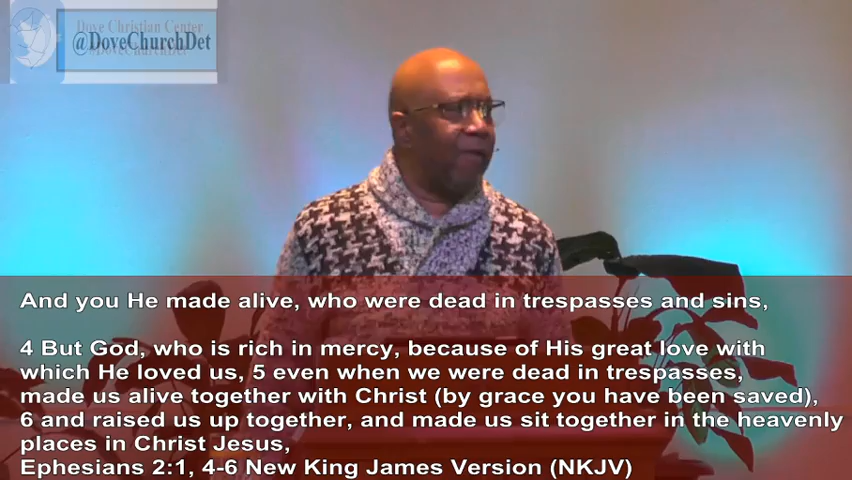 Dove Christian Center
@DoveChurchDet
@DoveChurchDet
And you He made alive, who were dead in trespasses and sins,
4 But God, who is rich in mercy, because of His great love with
which He loved us, 5 even when we were dead in trespasses,
made us alive together with Christ (by grace you have been saved),
6 and raised us up together, and made us sit together in the heavenly
places in Christ Jesus,
Ephesians 2:1, 4-6 New King James Version (NKJV)